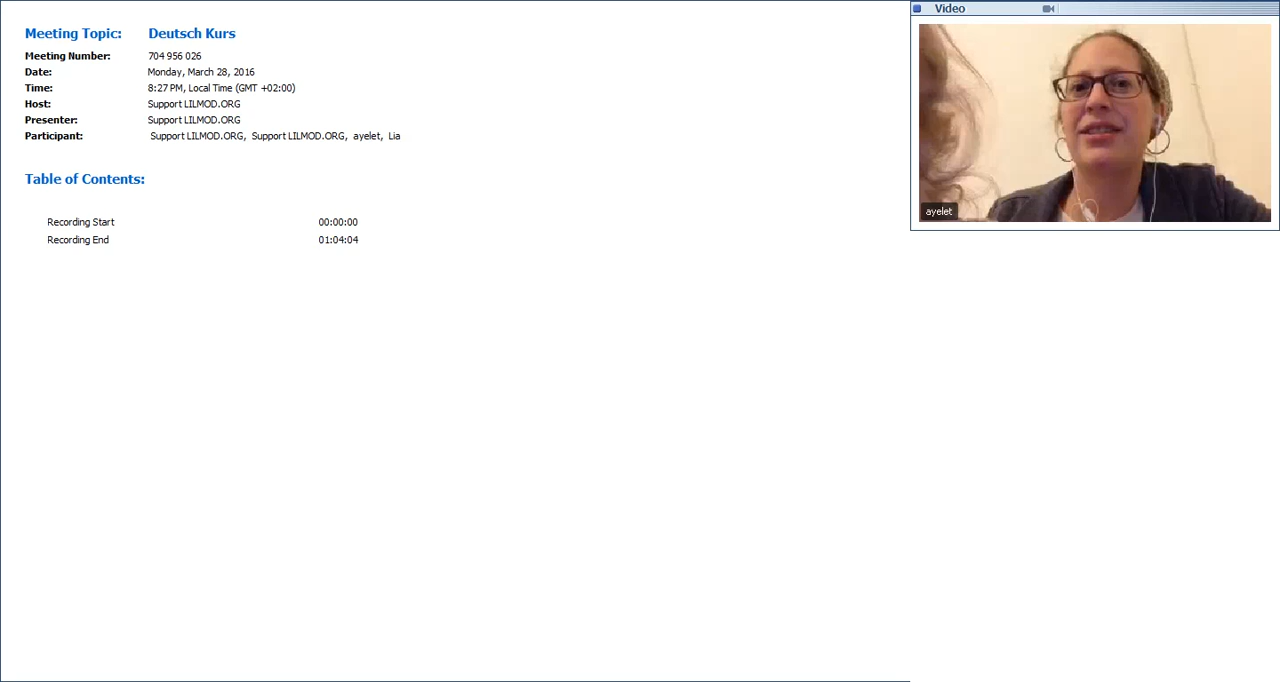 Meeting Topic: Deutsch Kurs
Meeting Number: 704 956 026
Date: Monday, March 28, 2016
Time: 8:27 PM, Local Time (GMT +02:00)
Host: Support LILMOD.ORG
Presenter: Support LILMOD.ORG
Participant: Support LILMOD.ORG, Support LILMOD.ORG, ayelet, Lia
Table of Contents:
Recording Start 00:00:00
Recording End 01:04:04
Video
ayelet